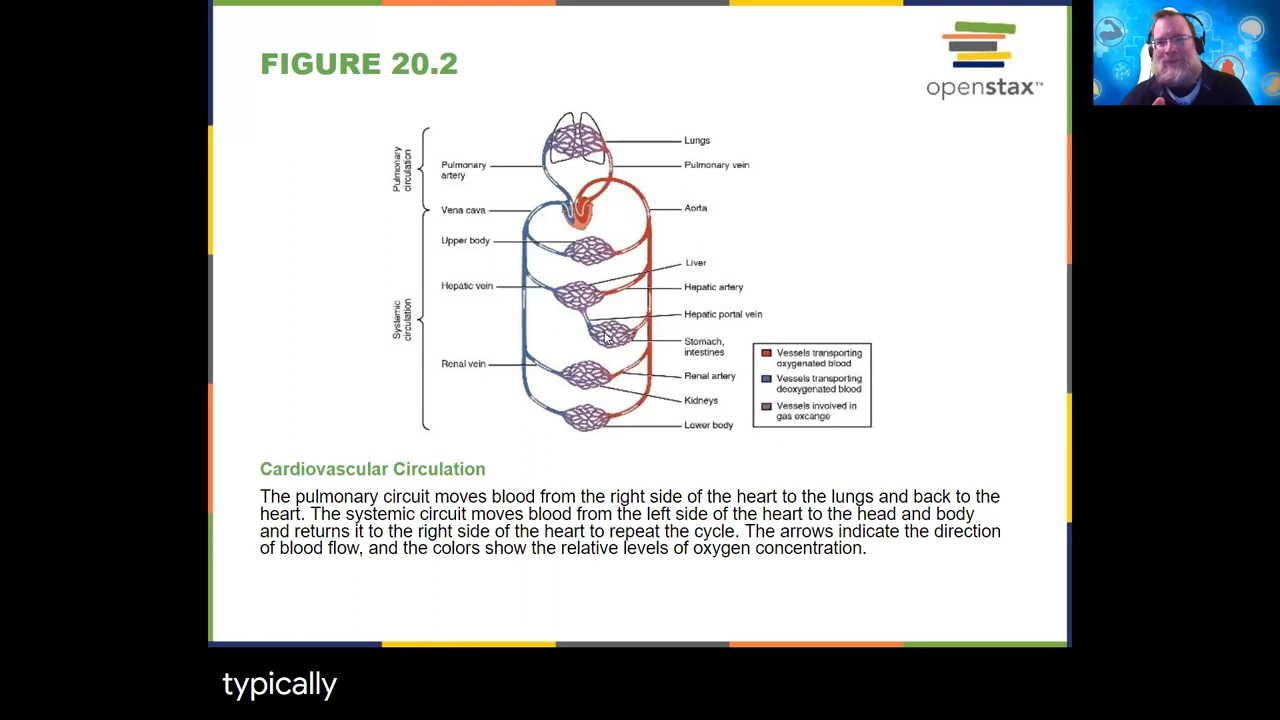 FIGURE 20.2
openstax™
Pulmonary
circulation
Systemic
circulation
Pulmonary
artery
Vena cava
Upper body
Hepatic vein
Renal vein
Lungs
Pulmonary vein
Aorta
Liver
Hepatic artery
Hepatic portal vein
Stomach,
intestines
Renal artery
Kidneys
Lower body
Vessels transporting
oxygenated blood
Vessels transporting
deoxygenated blood
Vessels involved in
gas excange
Cardiovascular Circulation
The pulmonary circuit moves blood from the right side of the heart to the lungs and back to the
heart. The systemic circuit moves blood from the left side of the heart to the head and body
and returns it to the right side of the heart to repeat the cycle. The arrows indicate the direction
of blood flow, and the colors show the relative levels of oxygen concentration.
typically